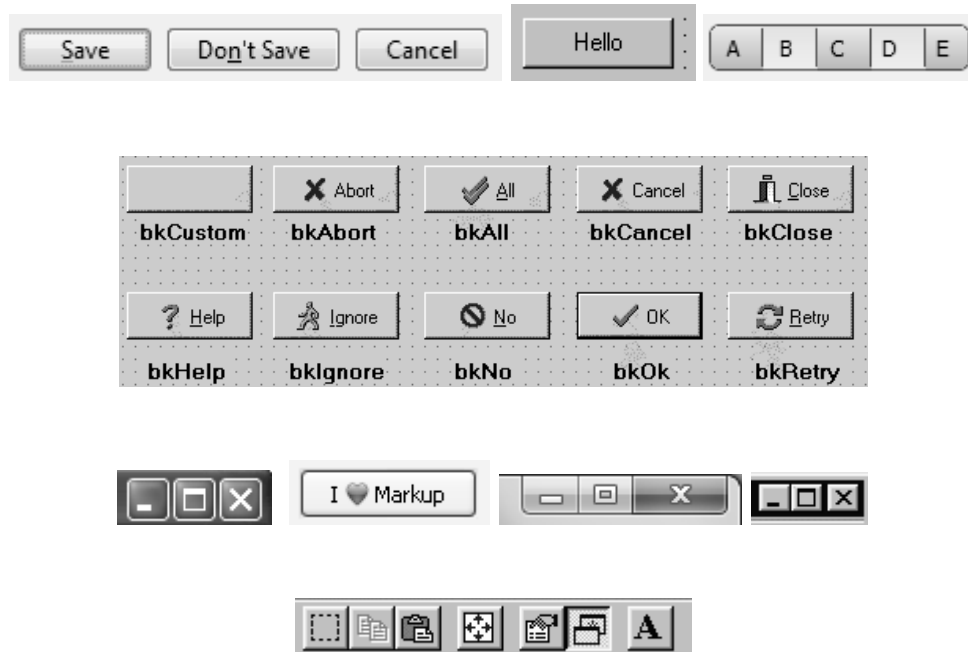 Save Don't Save Cancel Hello A B C D E
Abort All Cancel Close
bkCustom bkAbort bkAll bkCancel bkClose
Help Ignore No OK Retry
bkHelp bkIgnore bkNo bkOk bkRetry
I ♥ Markup
A